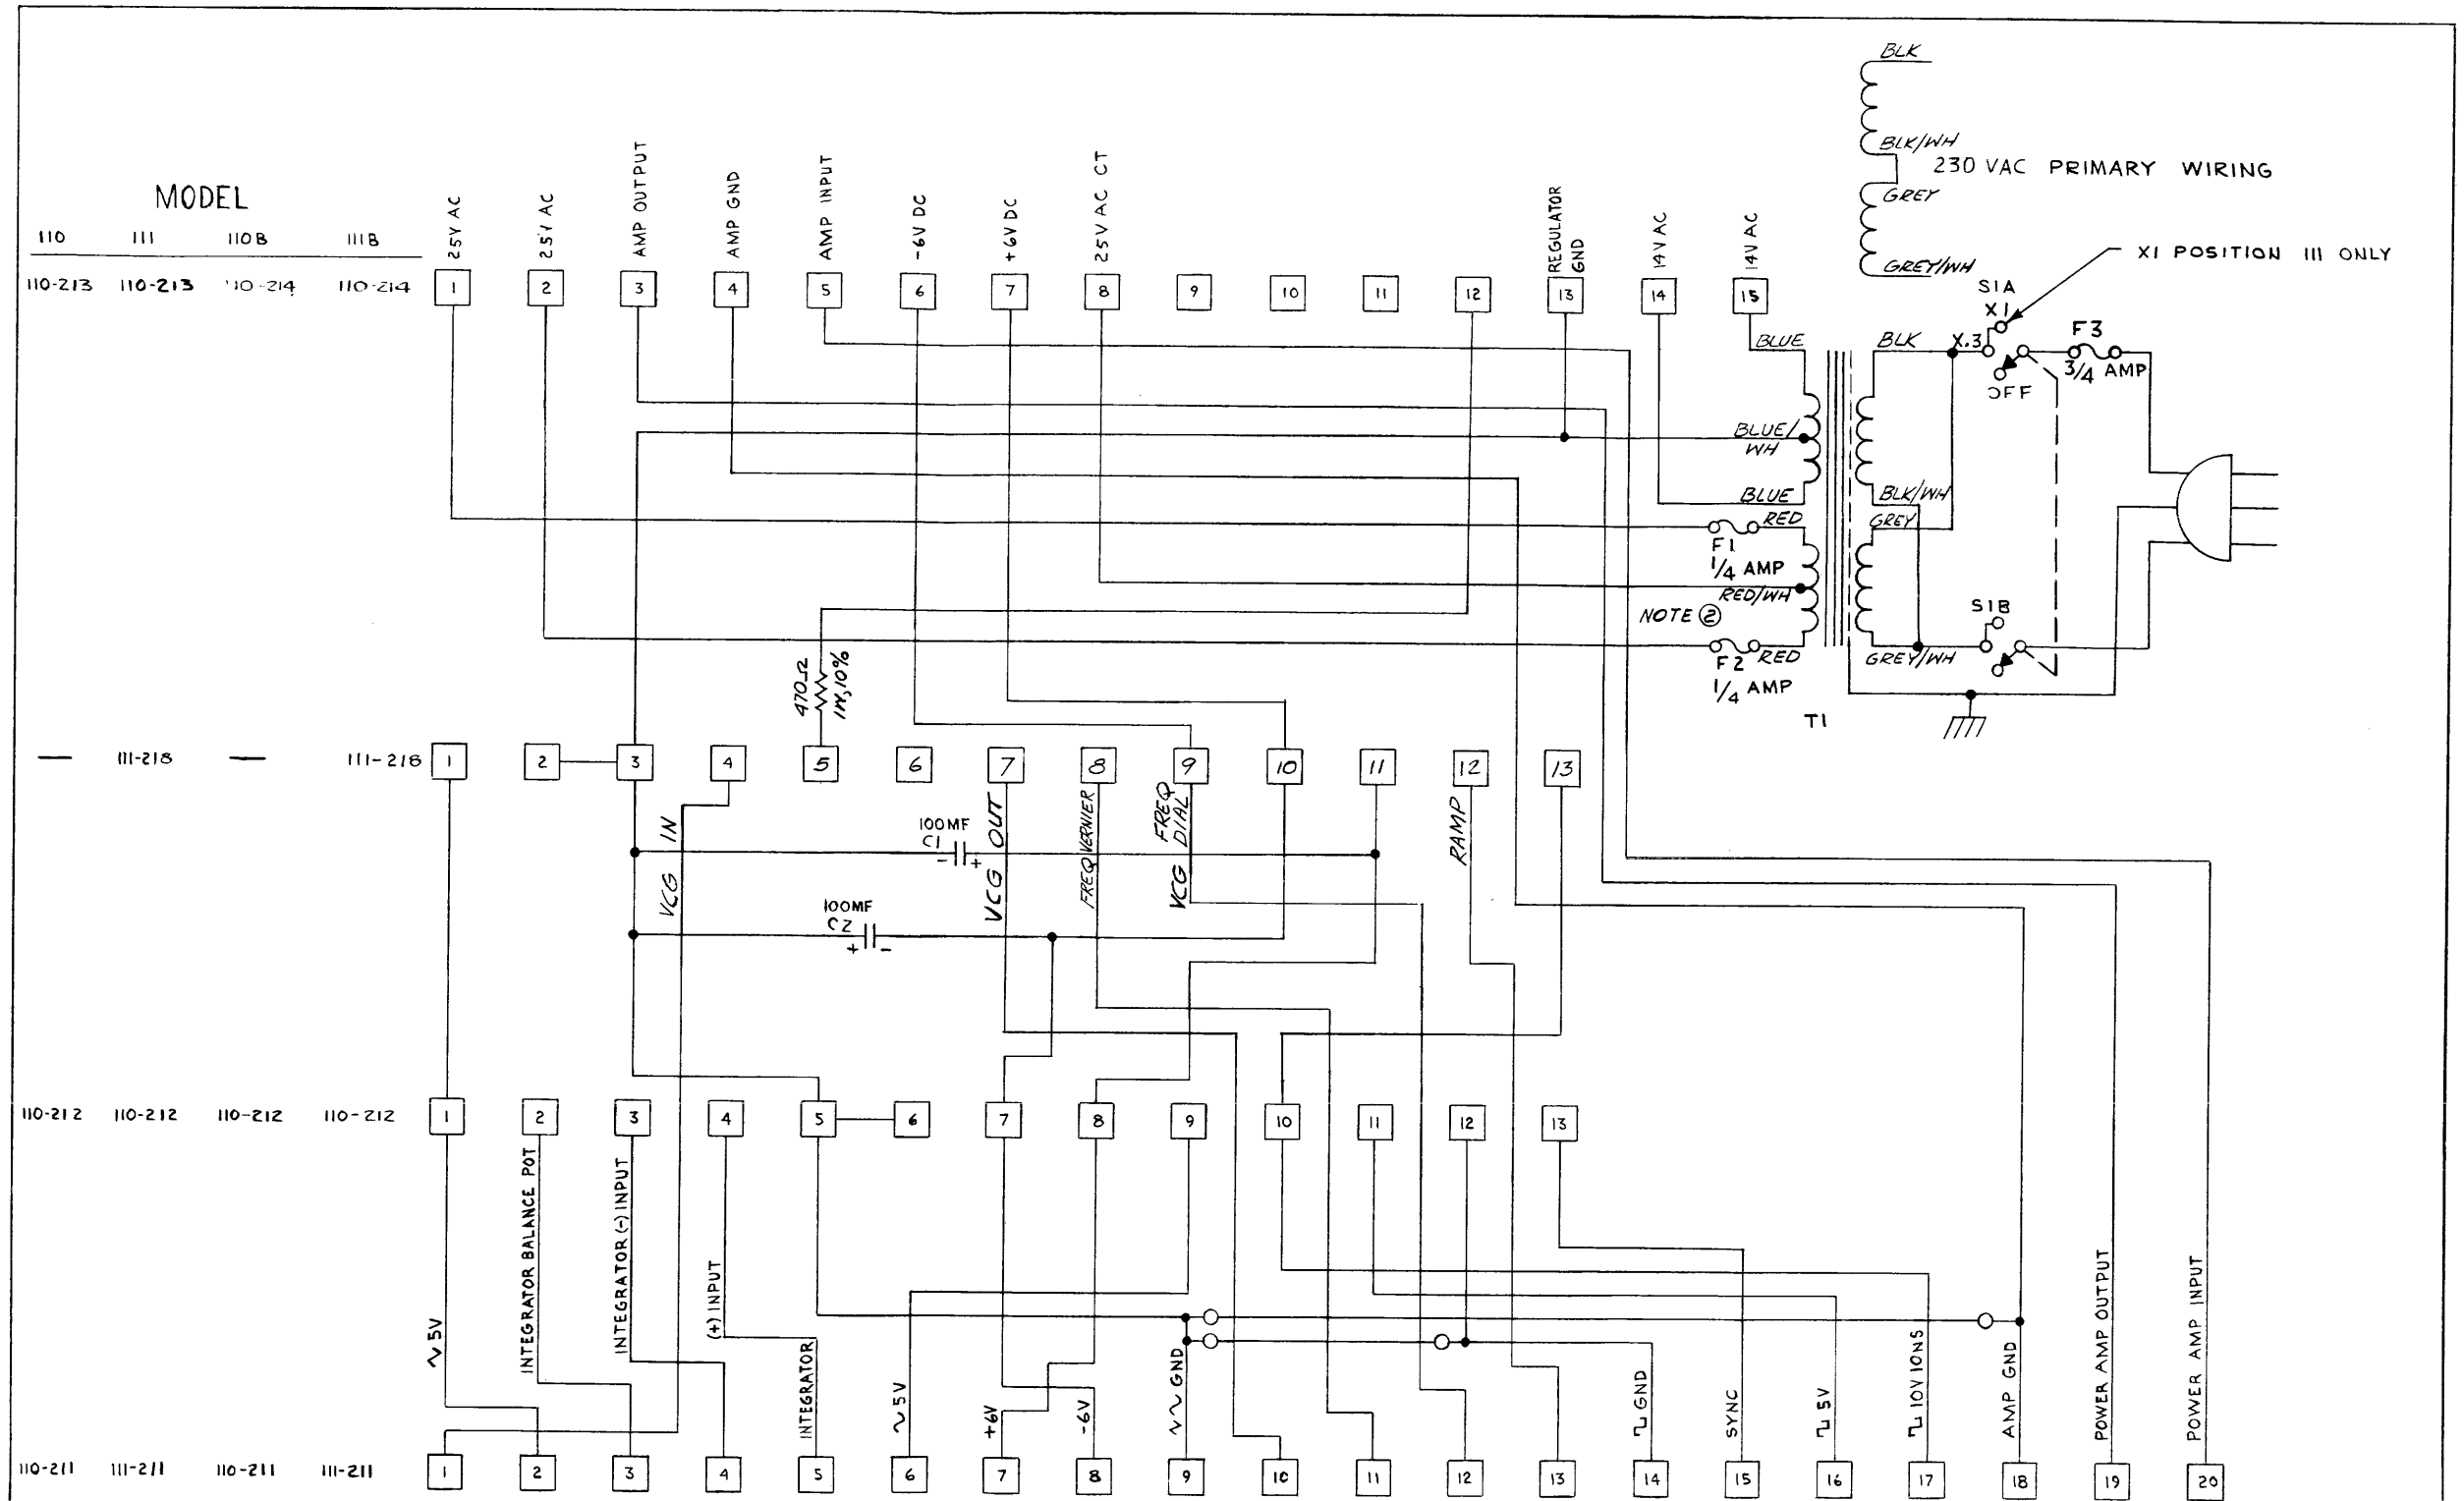 BLK
BLK/WH
230 VAC PRIMARY WIRING
GREY
GREY/WH
X1 POSITION 111 ONLY
MODEL
110 111 110B 111B
25V AC
25V AC
AMP OUTPUT
AMP GND
AMP INPUT
-6V DC
+6V DC
25V AC CT
REGULATOR GND
14V AC
14V AC
110-213 110-213 110-214 110-214 1 2 3 4 5 6 7 8 9 10 11 12 13 14 15
S1A
X1
X.3
OFF
F3
3/4 AMP
BLUE
BLK
BLUE/
WH
BLUE
BLK/WH
RED
GREY
F1
1/4 AMP
RED/WH
NOTE ②
S1B
F2
RED
GREY/WH
1/4 AMP
T1
470Ω
1W, 10%
— 111-218 — 111-218 1 2 3 4 5 6 7 8 9 10 11 12 13
VCG IN
100MF
C1
- +
VCG OUT
FREQ VERNIER
FREQ
VCG DIAL
RAMP
100MF
C2
+ -
110-212 110-212 110-212 110-212 1 2 3 4 5 6 7 8 9 10 11 12 13
∿ 5V
INTEGRATOR BALANCE POT
INTEGRATOR (-) INPUT
(+) INPUT
INTEGRATOR
∿ 5V
+6V
-6V
GND
GND
SYNC
5V
10V IONS
AMP GND
POWER AMP OUTPUT
POWER AMP INPUT
110-211 111-211 110-211 111-211 1 2 3 4 5 6 7 8 9 10 11 12 13 14 15 16 17 18 19 20